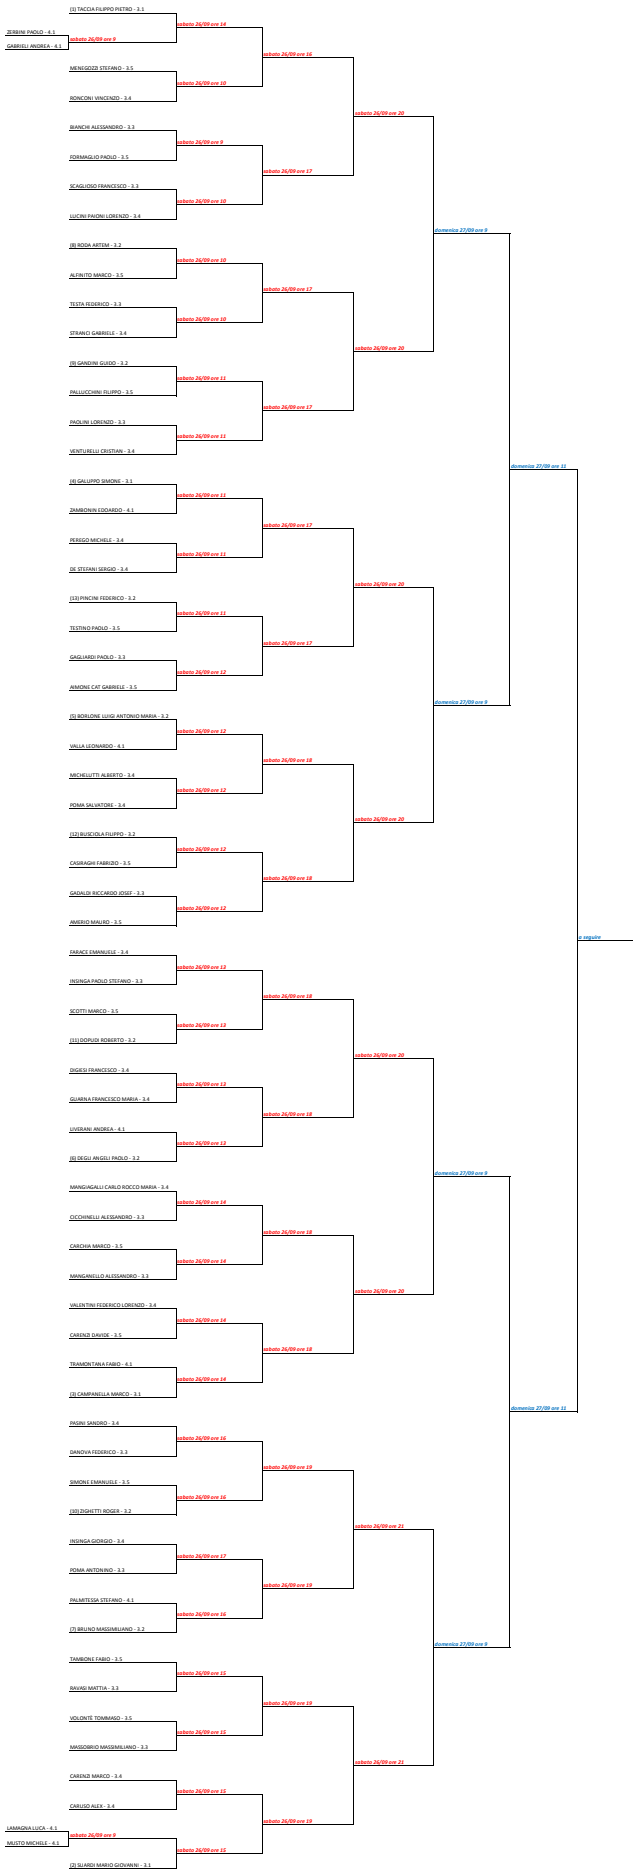 (1) TACCIA FILIPPO PIETRO - 3.1
sabato 26/09 ore 14
ZERBINI PAOLO - 4.1
sabato 26/09 ore 9
GABRIELI ANDREA - 4.1
sabato 26/09 ore 16
MENEGOZZI STEFANO - 3.5
sabato 26/09 ore 10
RONCONI VINCENZO - 3.4
sabato 26/09 ore 20
BIANCHI ALESSANDRO - 3.3
sabato 26/09 ore 9
FORMAGLIO PAOLO - 3.5
sabato 26/09 ore 17
SCAGLIOSO FRANCESCO - 3.3
sabato 26/09 ore 10
LUCINI PAIONI LORENZO - 3.4
domenica 27/09 ore 9
(8) RODA ARTEM - 3.2
sabato 26/09 ore 10
ALFINITO MARCO - 3.5
sabato 26/09 ore 17
TESTA FEDERICO - 3.3
sabato 26/09 ore 10
STRANCI GABRIELE - 3.4
sabato 26/09 ore 20
(9) GANDINI GUIDO - 3.2
sabato 26/09 ore 11
PALLUCCHINI FILIPPO - 3.5
sabato 26/09 ore 17
PAOLINI LORENZO - 3.3
sabato 26/09 ore 11
VENTURELLI CRISTIAN - 3.4
domenica 27/09 ore 11
(4) GALUPPO SIMONE - 3.1
sabato 26/09 ore 11
ZAMBONIN EDOARDO - 4.1
sabato 26/09 ore 17
PEREGO MICHELE - 3.4
sabato 26/09 ore 11
DE STEFANI SERGIO - 3.4
sabato 26/09 ore 20
(13) PINCINI FEDERICO - 3.2
sabato 26/09 ore 11
TESTINO PAOLO - 3.5
sabato 26/09 ore 17
GAGLIARDI PAOLO - 3.3
sabato 26/09 ore 12
AIMONE CAT GABRIELE - 3.5
domenica 27/09 ore 9
(5) BORLONE LUIGI ANTONIO MARIA - 3.2
sabato 26/09 ore 12
VALLA LEONARDO - 4.1
sabato 26/09 ore 18
MICHELUTTI ALBERTO - 3.4
sabato 26/09 ore 12
POMA SALVATORE - 3.4
sabato 26/09 ore 20
(12) BUSCIOLA FILIPPO - 3.2
sabato 26/09 ore 12
CASIRAGHI FABRIZIO - 3.5
sabato 26/09 ore 18
GADALDI RICCARDO JOSEF - 3.3
sabato 26/09 ore 12
AMERIO MAURO - 3.5
a seguire
FARACE EMANUELE - 3.4
sabato 26/09 ore 13
INSINGA PAOLO STEFANO - 3.3
sabato 26/09 ore 18
SCOTTI MARCO - 3.5
sabato 26/09 ore 13
(11) DOPUDI ROBERTO - 3.2
sabato 26/09 ore 20
DIGIESI FRANCESCO - 3.4
sabato 26/09 ore 13
GUARNA FRANCESCO MARIA - 3.4
sabato 26/09 ore 18
LIVERANI ANDREA - 4.1
sabato 26/09 ore 13
(6) DEGLI ANGELI PAOLO - 3.2
domenica 27/09 ore 9
MANGIAGALLI CARLO ROCCO MARIA - 3.4
sabato 26/09 ore 14
CICCHINELLI ALESSANDRO - 3.3
sabato 26/09 ore 18
CARCHIA MARCO - 3.5
sabato 26/09 ore 14
MANGANELLO ALESSANDRO - 3.3
sabato 26/09 ore 20
VALENTINI FEDERICO LORENZO - 3.4
sabato 26/09 ore 14
CARENZI DAVIDE - 3.5
sabato 26/09 ore 18
TRAMONTANA FABIO - 4.1
sabato 26/09 ore 14
(3) CAMPANELLA MARCO - 3.1
domenica 27/09 ore 11
PASINI SANDRO - 3.4
sabato 26/09 ore 16
DANOVA FEDERICO - 3.3
sabato 26/09 ore 19
SIMONE EMANUELE - 3.5
sabato 26/09 ore 16
(10) ZIGHETTI ROGER - 3.2
sabato 26/09 ore 21
INSINGA GIORGIO - 3.4
sabato 26/09 ore 17
POMA ANTONINO - 3.3
sabato 26/09 ore 19
PALMITESSA STEFANO - 4.1
sabato 26/09 ore 16
(7) BRUNO MASSIMILIANO - 3.2
domenica 27/09 ore 9
TAMBONE FABIO - 3.5
sabato 26/09 ore 15
RAVASI MATTIA - 3.3
sabato 26/09 ore 19
VOLONTÈ TOMMASO - 3.5
sabato 26/09 ore 15
MASSOBRIO MASSIMILIANO - 3.3
sabato 26/09 ore 21
CARENZI MARCO - 3.4
sabato 26/09 ore 15
CARUSO ALEX - 3.4
sabato 26/09 ore 19
LAMAGNA LUCA - 4.1
sabato 26/09 ore 9
MUSTO MICHELE - 4.1
sabato 26/09 ore 15
(2) SUARDI MARIO GIOVANNI - 3.1